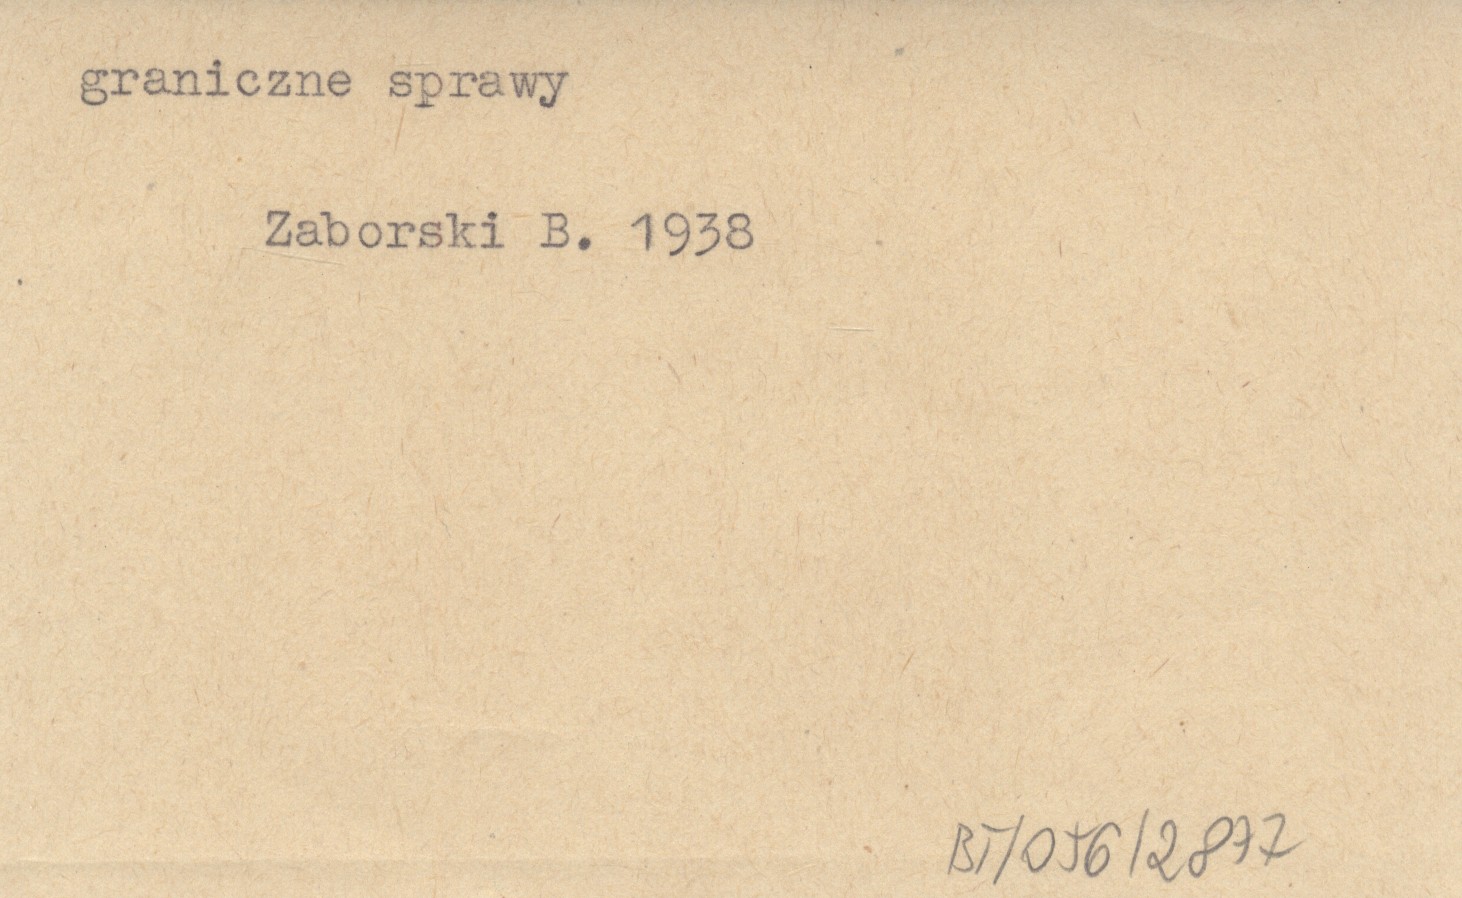 graniczne sprawy
Zaborski B. 1938
BT/056/2877